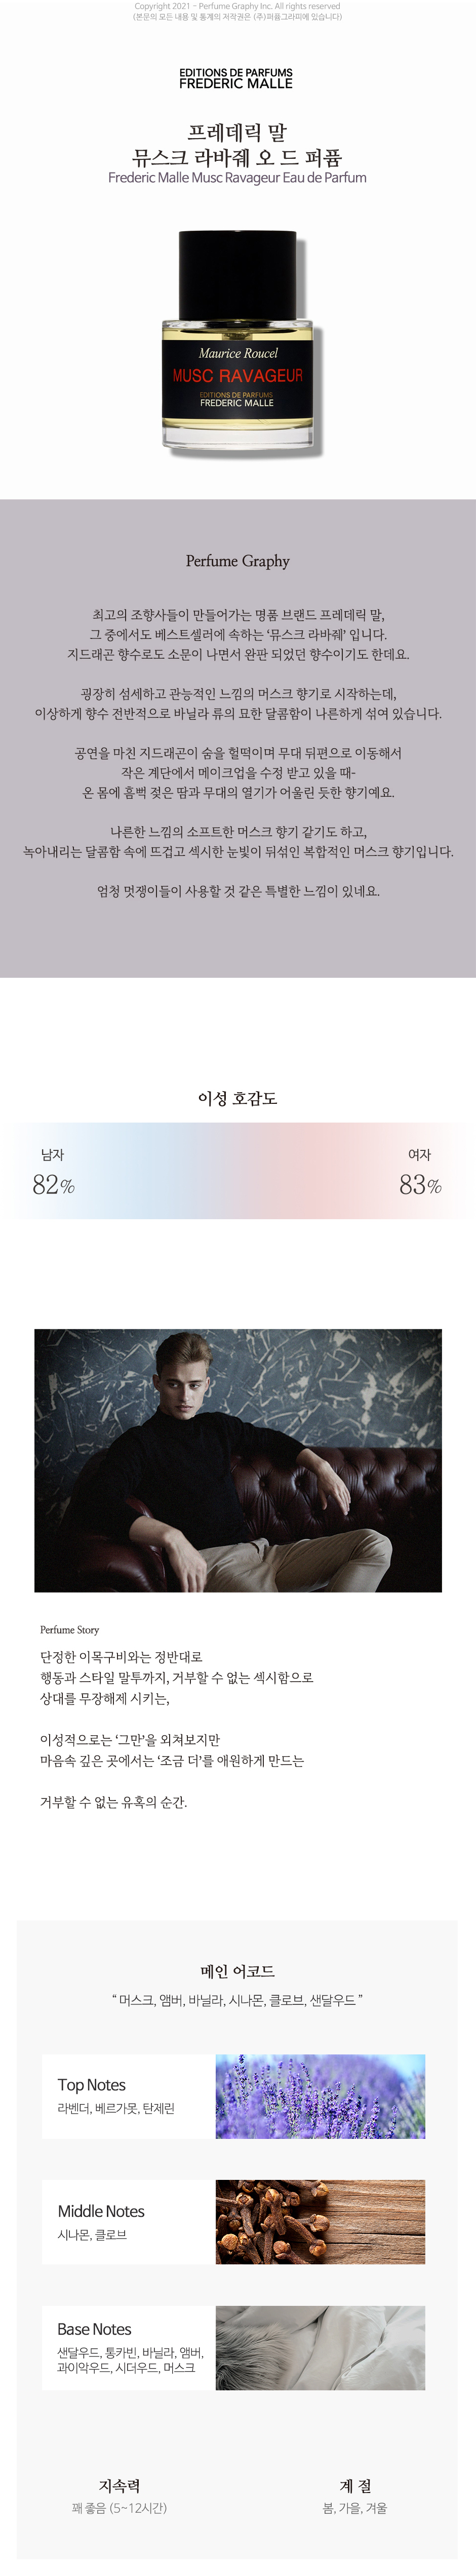 Copyright 2021 - Perfume Graphy Inc. All rights reserved
(본문의 모든 내용 및 통계의 저작권은 (주)퍼퓸그라피에 있습니다)
EDITIONS DE PARFUMS
FREDERIC MALLE
프레데릭 말
뮤스크 라바줴 오 드 퍼퓸
Frederic Malle Musc Ravageur Eau de Parfum
Maurice Roucel
MUSC RAVAGEUR
EDITIONS DE PARFUMS
FREDERIC MALLE
Perfume Graphy
최고의 조향사들이 만들어가는 명품 브랜드 프레데릭 말,
그 중에서도 베스트셀러에 속하는 ‘뮤스크 라바줴’ 입니다.
지드래곤 향수로도 소문이 나면서 완판 되었던 향수이기도 한데요.
굉장히 섬세하고 관능적인 느낌의 머스크 향기로 시작하는데,
이상하게 향수 전반적으로 바닐라 류의 묘한 달콤함이 나른하게 섞여 있습니다.
공연을 마친 지드래곤이 숨을 헐떡이며 무대 뒤편으로 이동해서
작은 계단에서 메이크업을 수정 받고 있을 때-
온 몸에 흠뻑 젖은 땀과 무대의 열기가 어울린 듯한 향기예요.
나른한 느낌의 소프트한 머스크 향기 같기도 하고,
녹아내리는 달콤함 속에 뜨겁고 섹시한 눈빛이 뒤섞인 복합적인 머스크 향기입니다.
엄청 멋쟁이들이 사용할 것 같은 특별한 느낌이 있네요.
이성 호감도
남자 여자
82% 83%
Perfume Story
단정한 이목구비와는 정반대로
행동과 스타일 말투까지, 거부할 수 없는 섹시함으로
상대를 무장해제 시키는,
이성적으로는 ‘그만’을 외쳐보지만
마음속 깊은 곳에서는 ‘조금 더’를 애원하게 만드는
거부할 수 없는 유혹의 순간.
메인 어코드
“ 머스크, 앰버, 바닐라, 시나몬, 클로브, 샌달우드 ”
Top Notes
라벤더, 베르가못, 탄제린
Middle Notes
시나몬, 클로브
Base Notes
샌달우드, 통카빈, 바닐라, 앰버,
과이악우드, 시더우드, 머스크
지속력 계 절
꽤 좋음 (5~12시간) 봄, 가을, 겨울